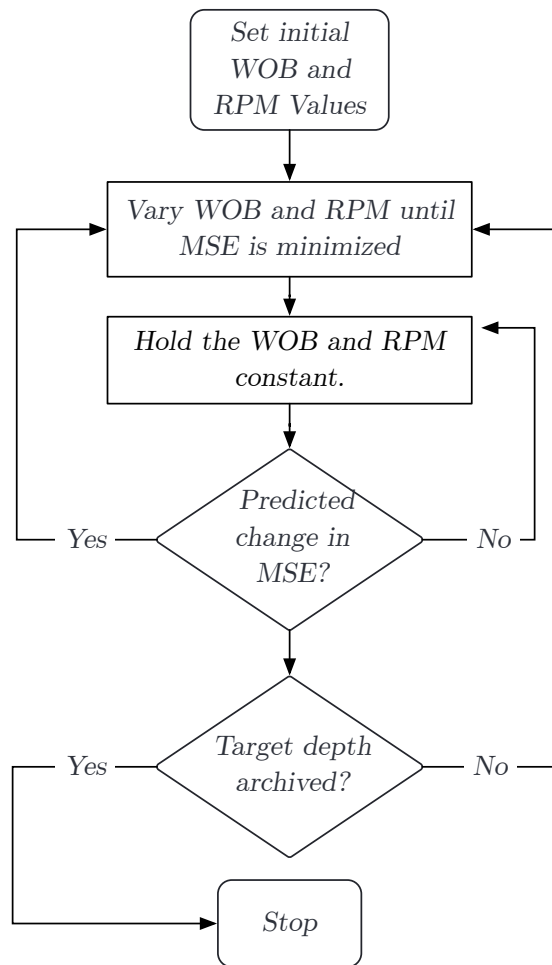 Set initial
WOB and
RPM Values
Vary WOB and RPM until
MSE is minimized
Hold the WOB and RPM
constant.
Predicted
change in
MSE?
Yes
No
Target depth
archived?
Yes
No
Stop